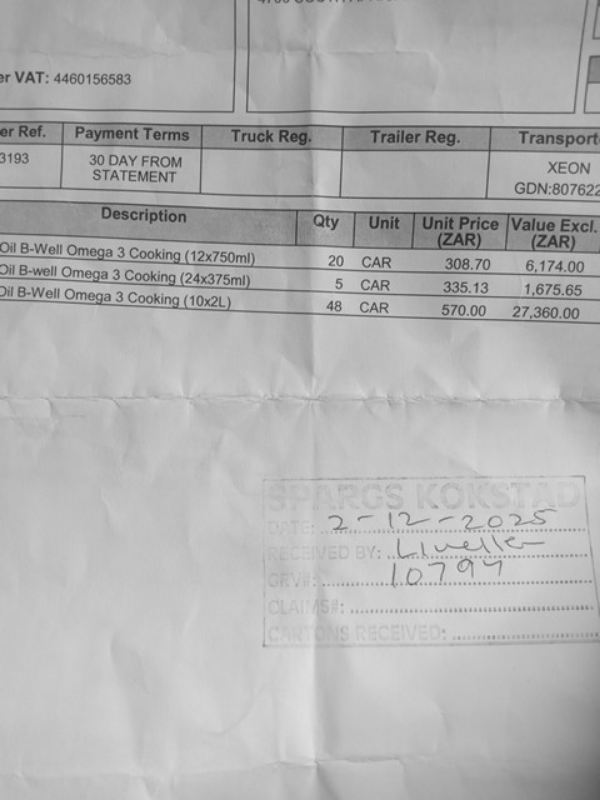 er VAT: 4460156583
er Ref. Payment Terms Truck Reg. Trailer Reg. Transport
3193 30 DAY FROM STATEMENT XEON
GDN:807622
Description Qty Unit Unit Price (ZAR) Value Excl. (ZAR)
Oil B-Well Omega 3 Cooking (12x750ml) 20 CAR 308.70 6,174.00
Oil B-well Omega 3 Cooking (24x375ml) 5 CAR 335.13 1,675.65
Oil B-Well Omega 3 Cooking (10x2L) 48 CAR 570.00 27,360.00
SPARGS KOKSTAD
DATE: 2-12-2025
RECEIVED BY:
GRV#: 10797
CLAIMS#:
CARTONS RECEIVED: